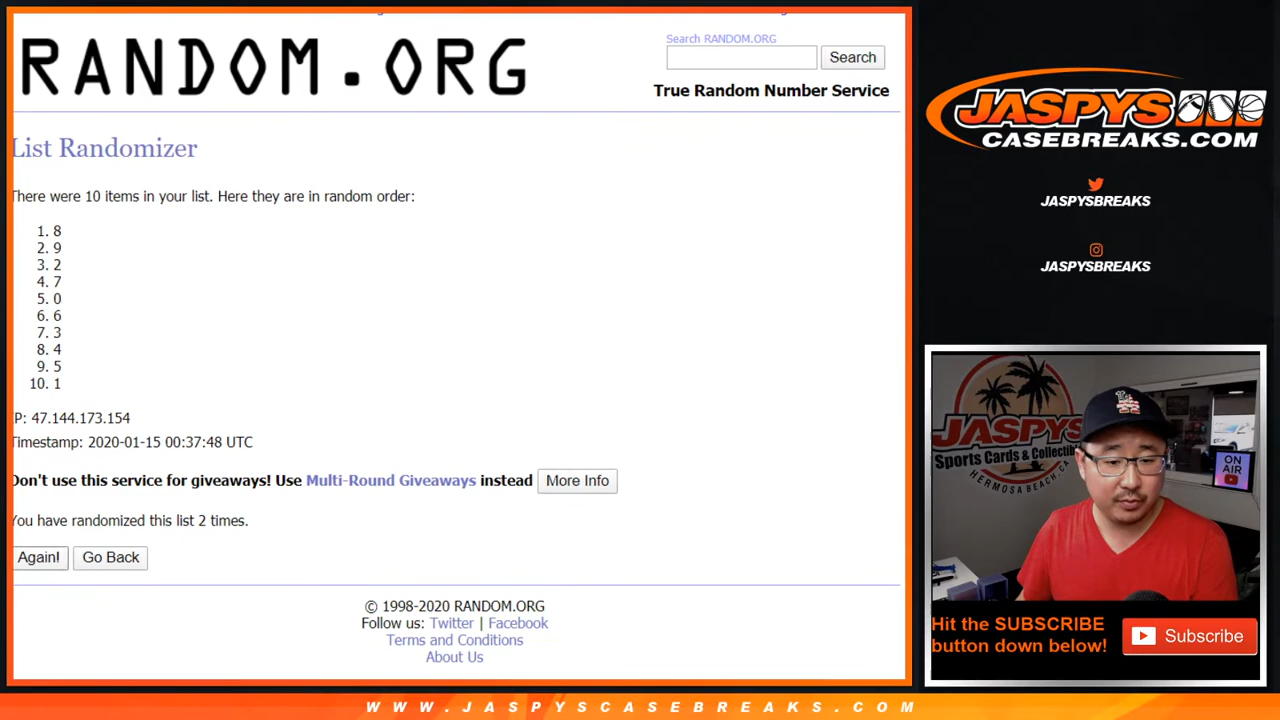 RANDOM.ORG
Search RANDOM.ORG
Search
True Random Number Service
List Randomizer
There were 10 items in your list. Here they are in random order:
1. 8
2. 9
3. 2
4. 7
5. 0
6. 6
7. 3
8. 4
9. 5
10. 1
IP: 47.144.173.154
Timestamp: 2020-01-15 00:37:48 UTC
Don't use this service for giveaways! Use Multi-Round Giveaways instead More Info
You have randomized this list 2 times.
Again! Go Back
© 1998-2020 RANDOM.ORG
Follow us: Twitter | Facebook
Terms and Conditions
About Us
JASPYS
CASEBREAKS.COM
JASPYSBREAKS
JASPYSBREAKS
JASPYS
Sports Cards & Collectibl
HERMOSA BEACH, CA
ON
AIR
Hit the SUBSCRIBE
button down below!
Subscribe
WWW.JASPYSCASEBREAKS.COM